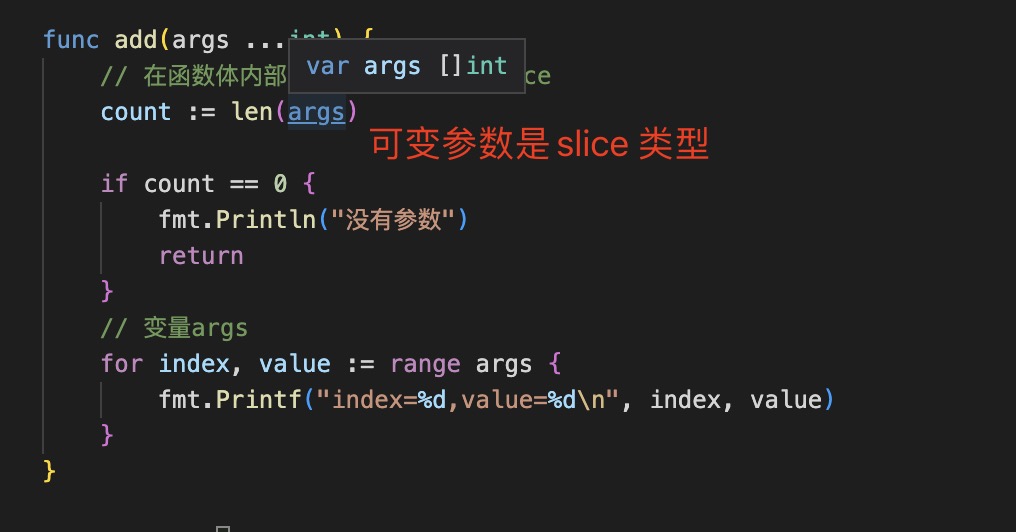 func add(args ...int) {
// 在函数体内部 ce
var args []int
count := len(args)
可变参数是 slice 类型
if count == 0 {
fmt.Println("没有参数")
return
}
// 变量args
for index, value := range args {
fmt.Printf("index=%d,value=%d\n", index, value)
}
}